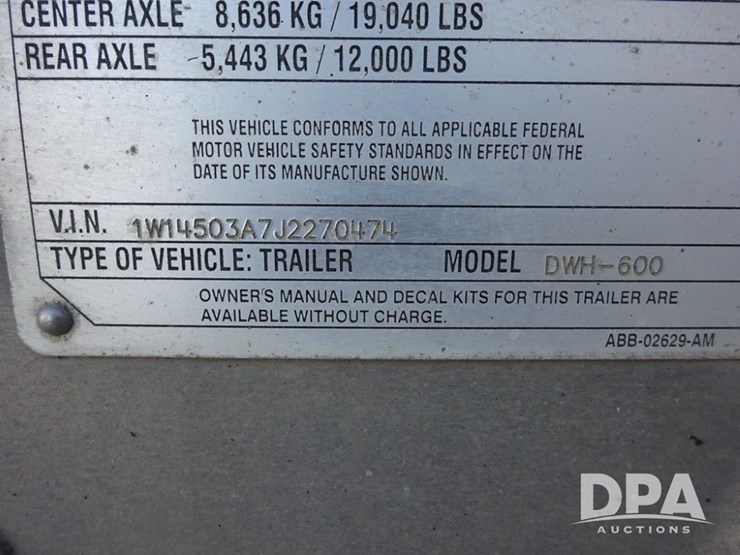 CENTER AXLE 8,636 KG / 19,040 LBS
REAR AXLE 5,443 KG / 12,000 LBS
THIS VEHICLE CONFORMS TO ALL APPLICABLE FEDERAL
MOTOR VEHICLE SAFETY STANDARDS IN EFFECT ON THE
DATE OF ITS MANUFACTURE SHOWN.
V.I.N. 1W14503A7J2270474
TYPE OF VEHICLE: TRAILER MODEL DWH-600
OWNER'S MANUAL AND DECAL KITS FOR THIS TRAILER ARE
AVAILABLE WITHOUT CHARGE.
ABB-02629-AM
DPA
AUCTIONS